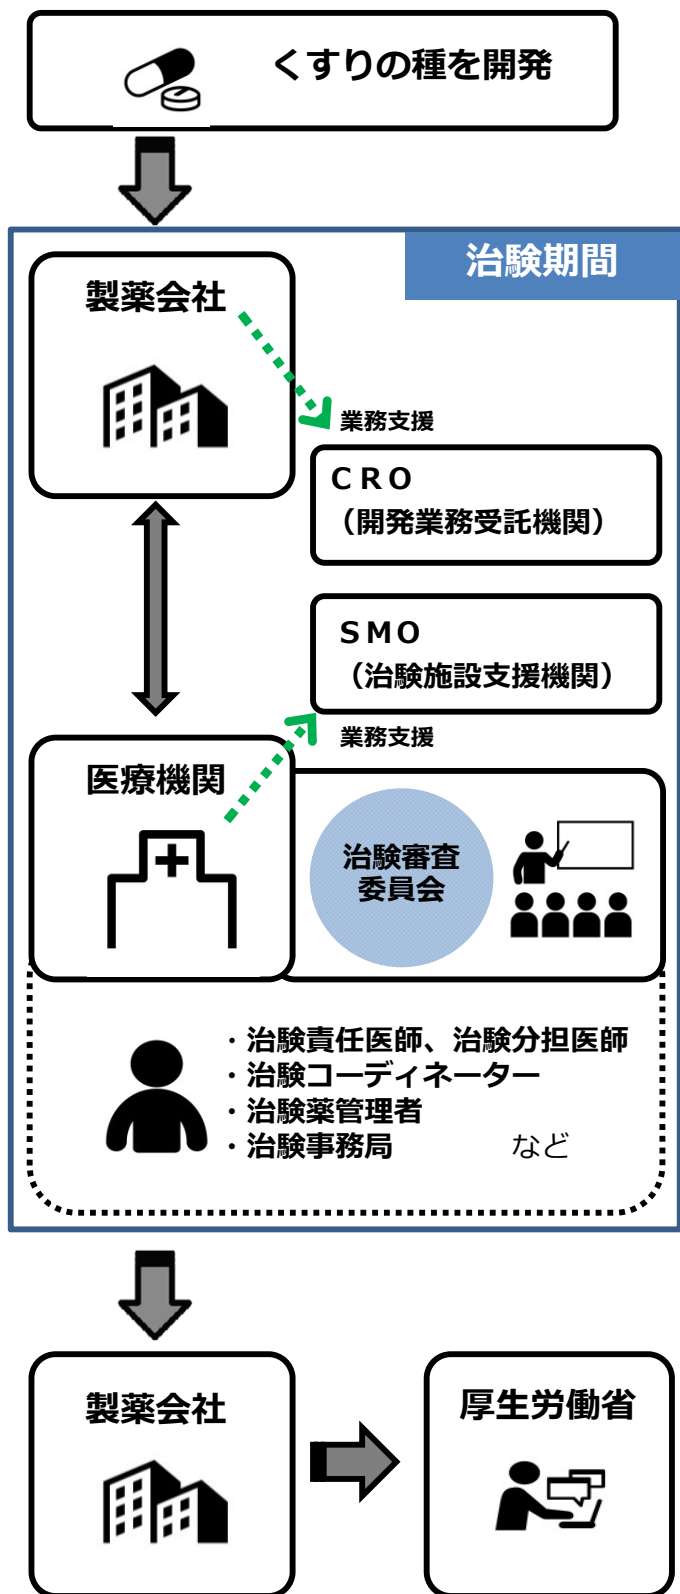 くすりの種を開発
治験期間
製薬会社
業務支援
ＣＲＯ
（開発業務受託機関）
ＳＭＯ
（治験施設支援機関）
業務支援
医療機関
治験審査
委員会
・治験責任医師、治験分担医師
・治験コーディネーター
・治験薬管理者
・治験事務局　　　など
製薬会社
厚生労働省